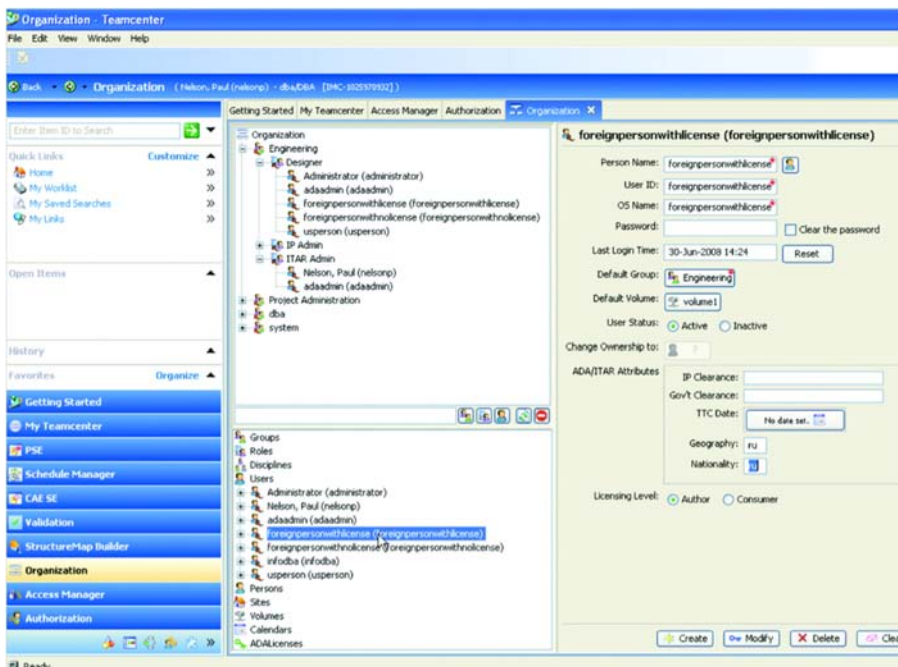 Organization - Teamcenter
File Edit View Window Help
Back Organization ( Nelson, Paul (nelsonp) - dba/DBA [IMC-1025970932] )
Getting Started My Teamcenter Access Manager Authorization Organization
Enter Item ID to Search
Quick Links Customize
Home
My Worklist
My Saved Searches
My Links
Open Items
History
Favorites Organize
Getting Started
My Teamcenter
PSE
Schedule Manager
CAE SE
Validation
StructureMap Builder
Organization
Access Manager
Authorization
Organization
Engineering
Designer
Administrator (administrator)
adaadmin (adaadmin)
foreignpersonwithlicense (foreignpersonwithlicense)
foreignpersonwithnolicense (foreignpersonwithnolicense)
usperson (usperson)
IP Admin
ITAR Admin
Nelson, Paul (nelsonp)
adaadmin (adaadmin)
Project Administration
dba
system
Groups
Roles
Disciplines
Users
Administrator (administrator)
Nelson, Paul (nelsonp)
adaadmin (adaadmin)
foreignpersonwithlicense (foreignpersonwithlicense)
foreignpersonwithnolicense (foreignpersonwithnolicense)
infodba (infodba)
usperson (usperson)
Persons
Sites
Volumes
Calendars
ADALicenses
foreignpersonwithlicense (foreignpersonwithlicense)
Person Name: foreignpersonwithlicense
User ID: foreignpersonwithlicense
OS Name: foreignpersonwithlicense
Password: Clear the password
Last Login Time: 30-Jun-2008 14:24 Reset
Default Group: Engineering
Default Volume: volume1
User Status: Active Inactive
Change Ownership to: ?
ADA/ITAR Attributes
IP Clearance:
Gov't Clearance:
TTC Date: No date set.
Geography: ru
Nationality: ru
Licensing Level: Author Consumer
Create Modify Delete Clea
Ready